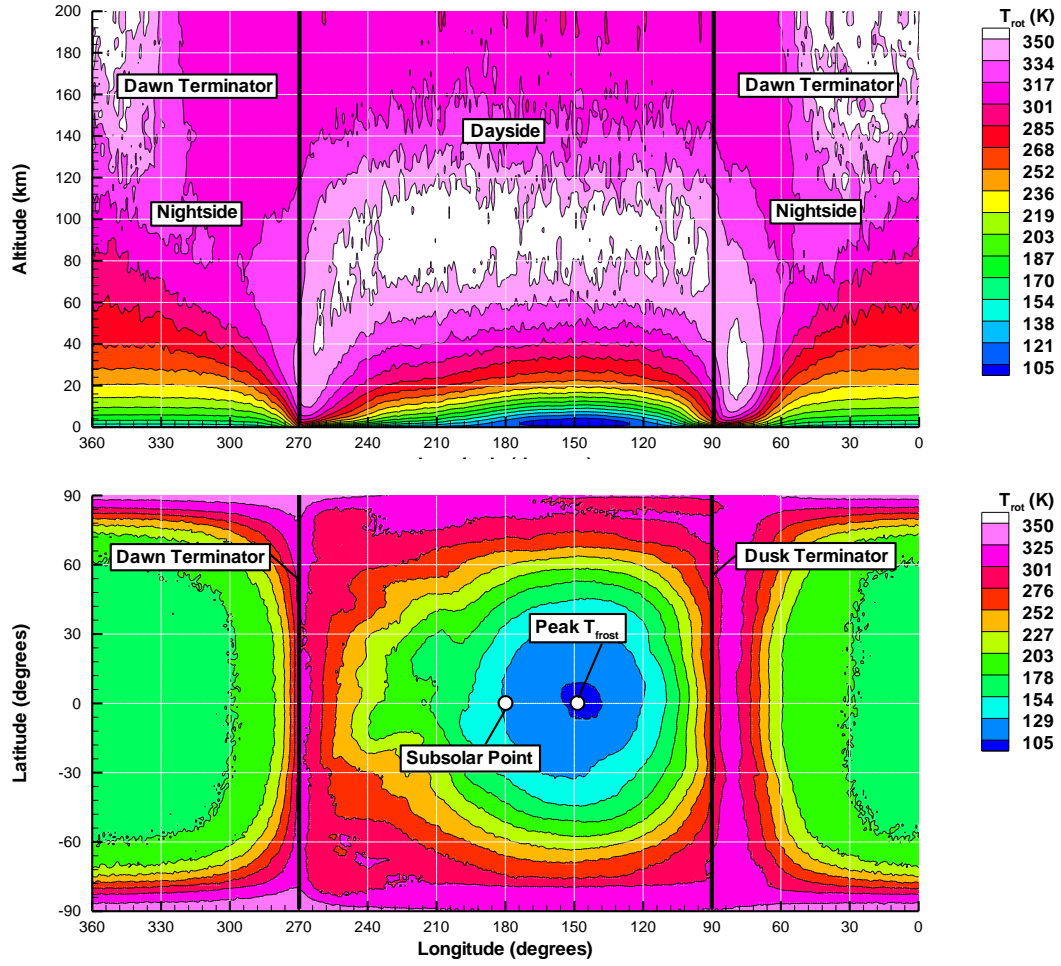 T_rot (K)
200
180
160
140
120
100
80
60
40
20
0
Altitude (km)
Dawn Terminator
Dawn Terminator
Dayside
Nightside
Nightside
350
334
317
301
285
268
252
236
219
203
187
170
154
138
121
105
360 330 300 270 240 210 180 150 120 90 60 30 0
T_rot (K)
90
60
30
0
-30
-60
-90
Latitude (degrees)
Dawn Terminator
Dusk Terminator
Peak T_frost
Subsolar Point
350
325
301
276
252
227
203
178
154
129
105
360 330 300 270 240 210 180 150 120 90 60 30 0
Longitude (degrees)